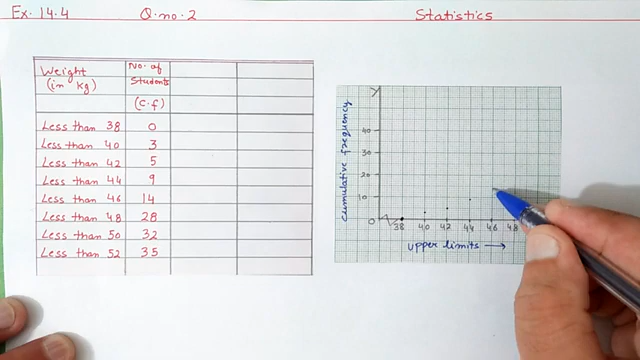 Ex. 14.4 Q.no.2 Statistics
Weight No. of
(in kg) Students
(c.f)
Less than 38 0
Less than 40 3
Less than 42 5
Less than 44 9
Less than 46 14
Less than 48 28
Less than 50 32
Less than 52 35
Y
cumulative frequency
40
30
20
10
0 38 40 42 44 46 48
upper limits →